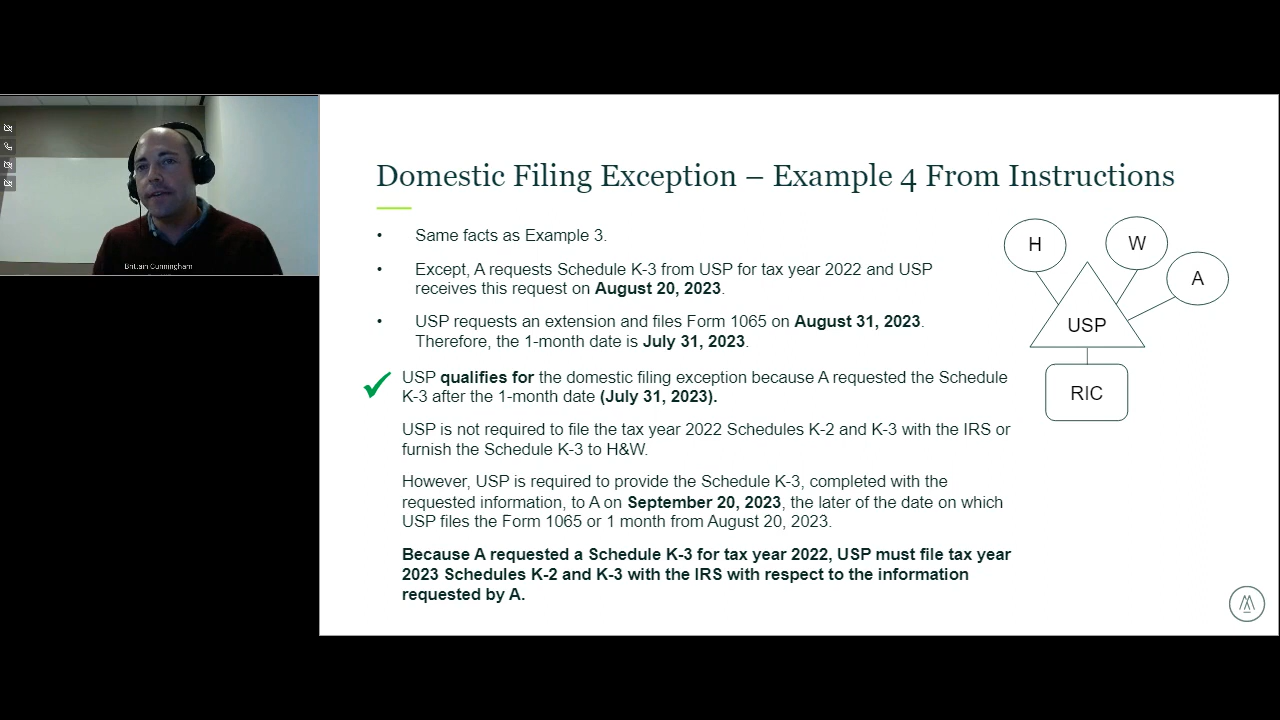 Brittain Cunningham
Domestic Filing Exception – Example 4 From Instructions
• Same facts as Example 3.
• Except, A requests Schedule K-3 from USP for tax year 2022 and USP
receives this request on August 20, 2023.
• USP requests an extension and files Form 1065 on August 31, 2023.
Therefore, the 1-month date is July 31, 2023.
USP qualifies for the domestic filing exception because A requested the Schedule
K-3 after the 1-month date (July 31, 2023).
USP is not required to file the tax year 2022 Schedules K-2 and K-3 with the IRS or
furnish the Schedule K-3 to H&W.
However, USP is required to provide the Schedule K-3, completed with the
requested information, to A on September 20, 2023, the later of the date on which
USP files the Form 1065 or 1 month from August 20, 2023.
Because A requested a Schedule K-3 for tax year 2022, USP must file tax year
2023 Schedules K-2 and K-3 with the IRS with respect to the information
requested by A.
H
W
A
USP
RIC